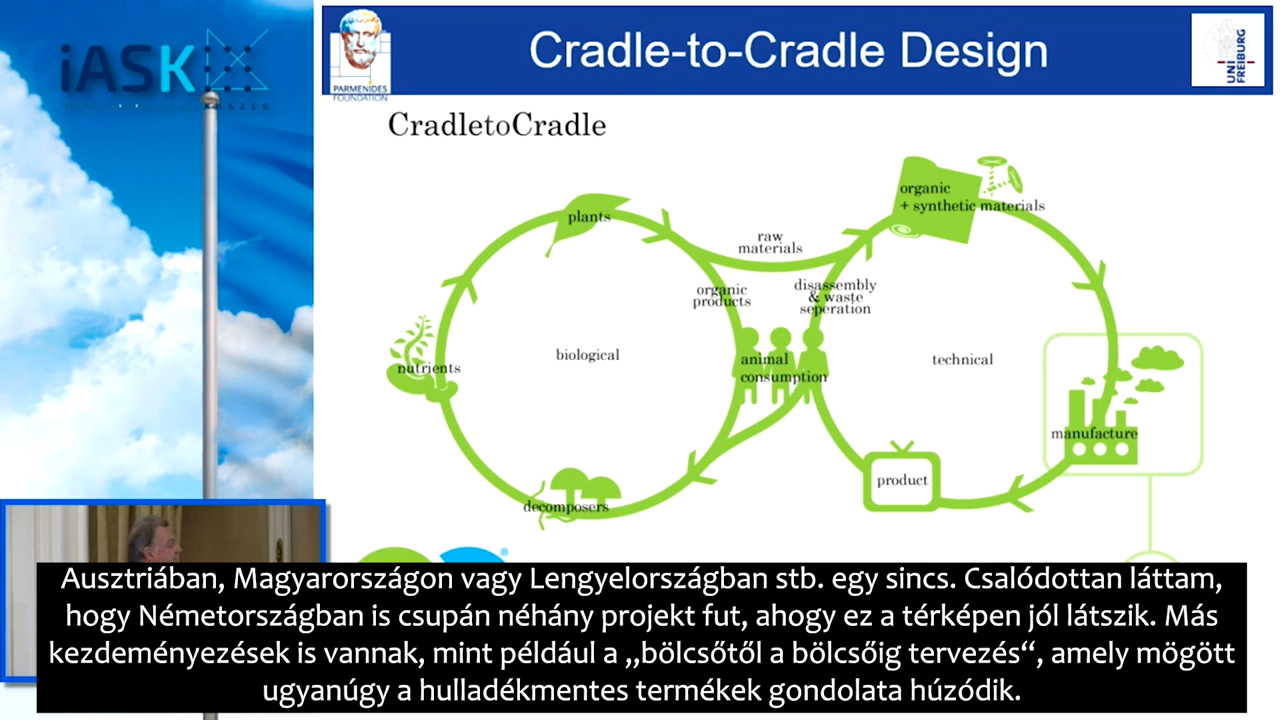 iASK
KŐSZEG
PARMENIDES
FOUNDATION
Cradle-to-Cradle Design
UNI
FREIBURG
CradletoCradle
plants
raw
materials
organic
+ synthetic materials
organic
products
disassembly
& waste
seperation
nutrients
biological
animal
consumption
technical
manufacture
product
decomposers
®
Ausztriában, Magyarországon vagy Lengyelországban stb. egy sincs. Csalódottan láttam,
hogy Németországban is csupán néhány projekt fut, ahogy ez a térképen jól látszik. Más
kezdeményezések is vannak, mint például a „bölcsőtől a bölcsőig tervezés“, amely mögött
ugyanúgy a hulladékmentes termékek gondolata húzódik.